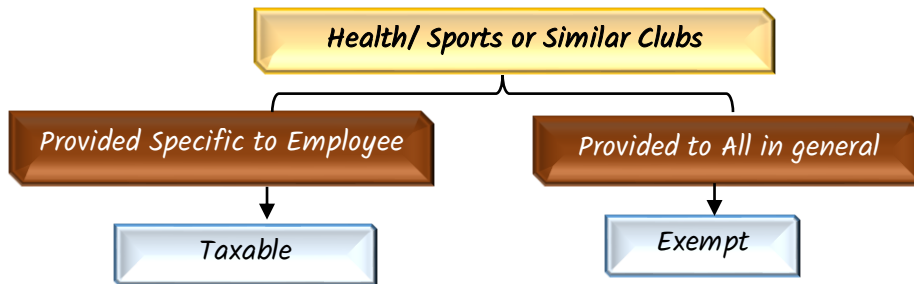 Health/ Sports or Similar Clubs
Provided Specific to Employee
Provided to All in general
Taxable
Exempt